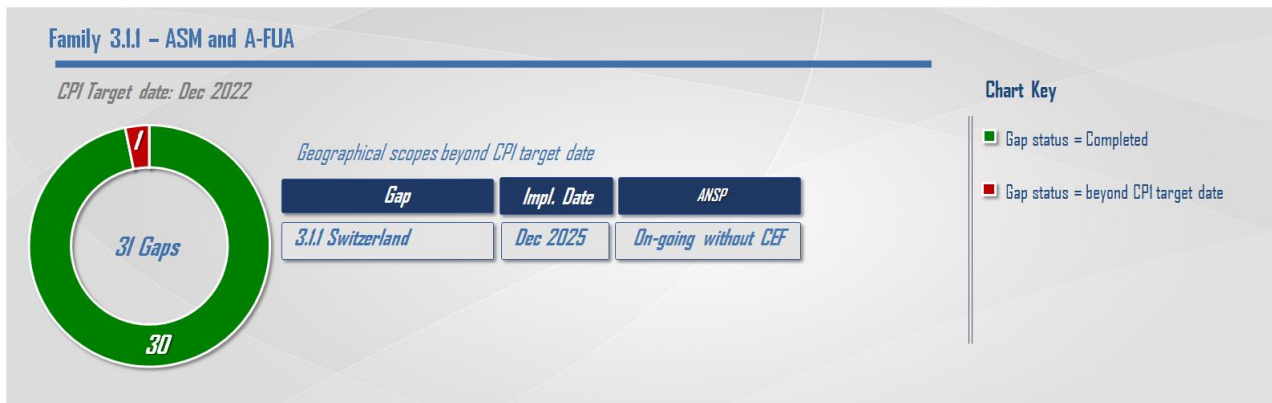 Family 3.1.1 – ASM and A-FUA
CPI Target date: Dec 2022
1
31 Gaps
30
Geographical scopes beyond CPI target date
Gap Impl. Date ANSP
3.1.1 Switzerland Dec 2025 On-going without CEF
Chart Key
Gap status = Completed
Gap status = beyond CPI target date